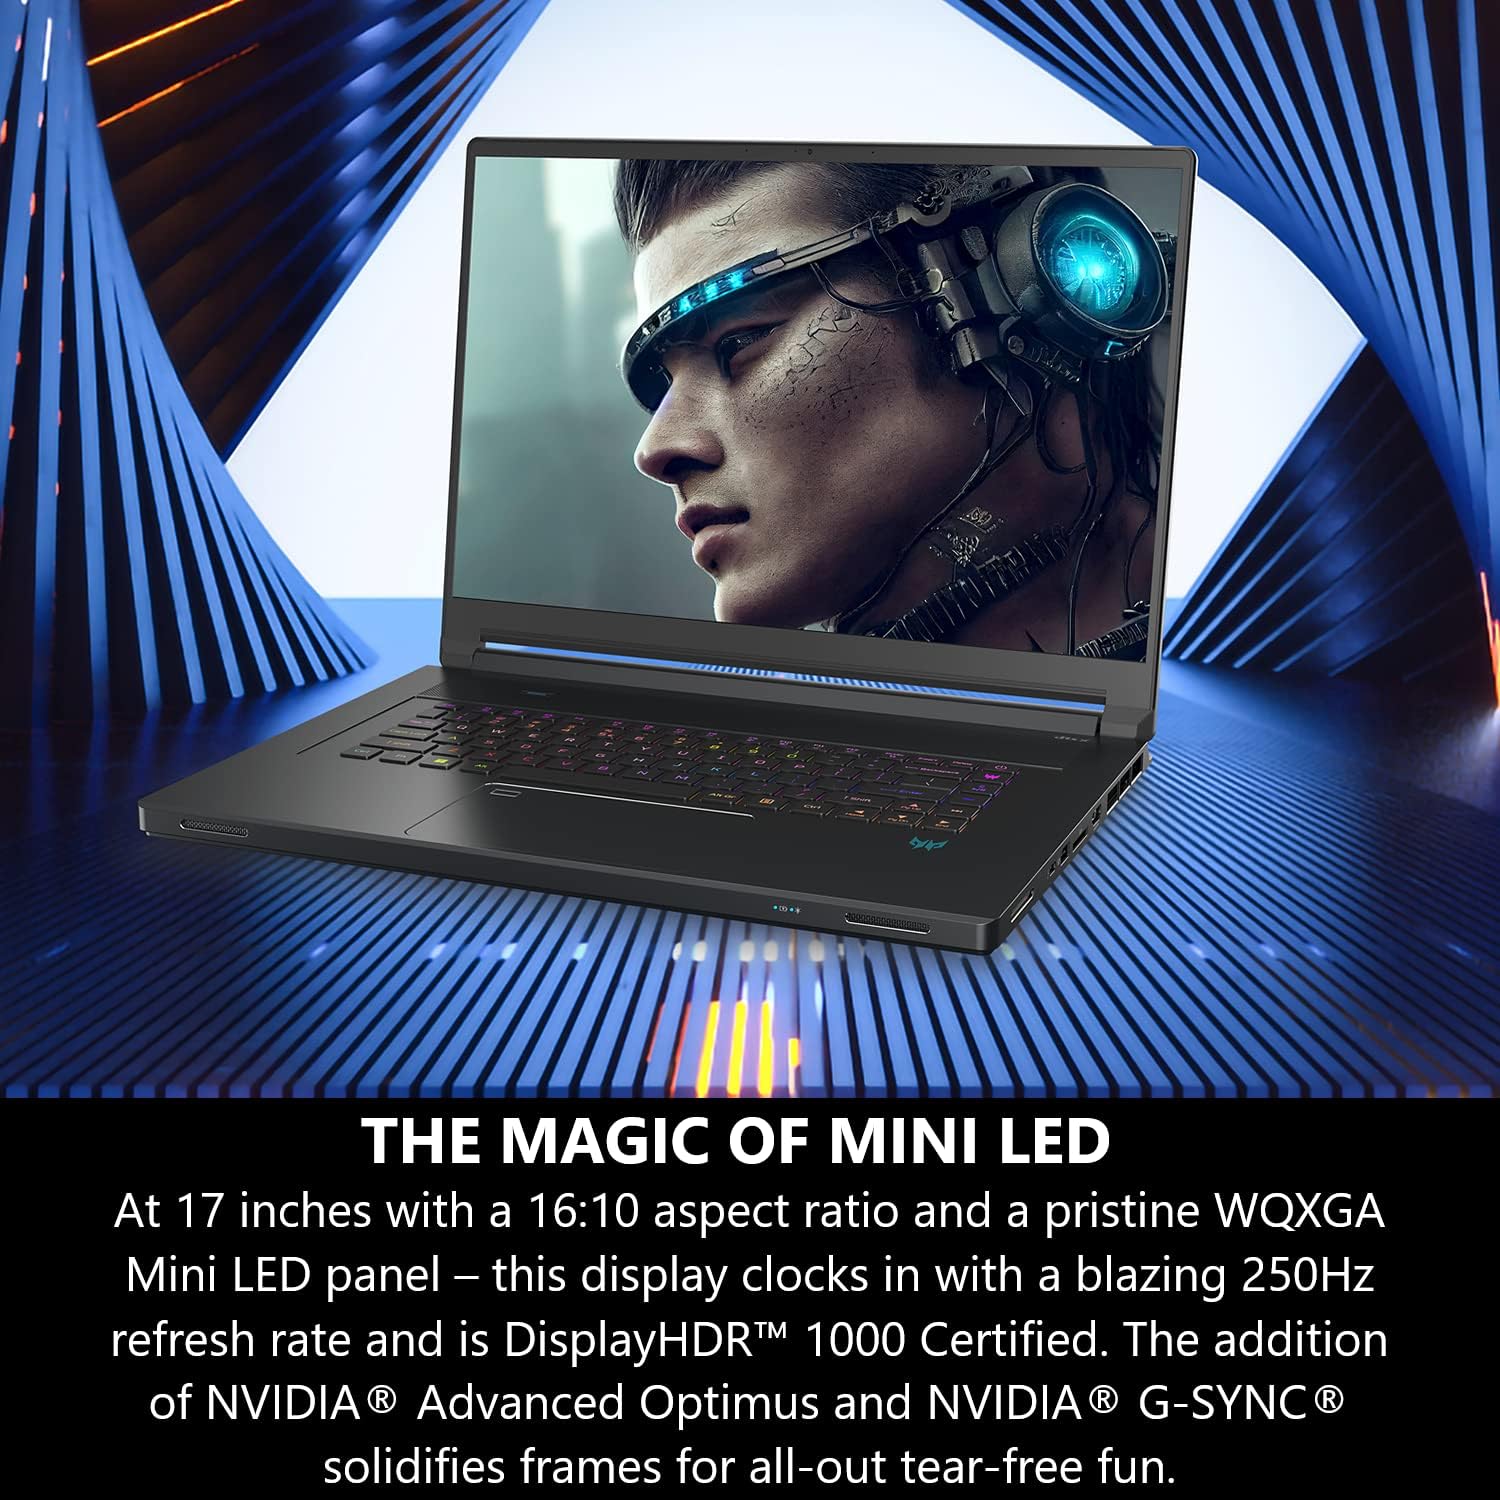 THE MAGIC OF MINI LED
At 17 inches with a 16:10 aspect ratio and a pristine WQXGA
Mini LED panel – this display clocks in with a blazing 250Hz
refresh rate and is DisplayHDR™ 1000 Certified. The addition
of NVIDIA® Advanced Optimus and NVIDIA® G-SYNC®
solidifies frames for all-out tear-free fun.